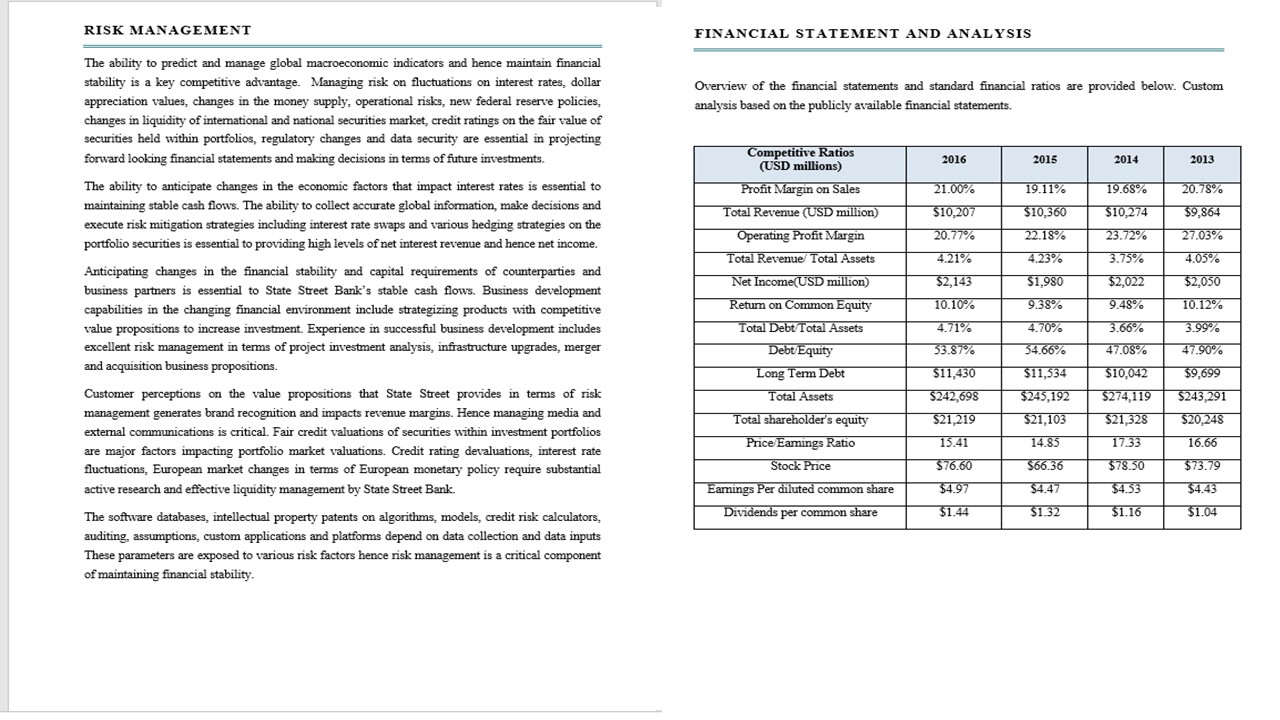 RISK MANAGEMENT
The ability to predict and manage global macroeconomic indicators and hence maintain financial
stability is a key competitive advantage. Managing risk on fluctuations on interest rates, dollar
appreciation values, changes in the money supply, operational risks, new federal reserve policies,
changes in liquidity of international and national securities market, credit ratings on the fair value of
securities held within portfolios, regulatory changes and data security are essential in projecting
forward looking financial statements and making decisions in terms of future investments.
The ability to anticipate changes in the economic factors that impact interest rates is essential to
maintaining stable cash flows. The ability to collect accurate global information, make decisions and
execute risk mitigation strategies including interest rate swaps and various hedging strategies on the
portfolio securities is essential to providing high levels of net interest revenue and hence net income.
Anticipating changes in the financial stability and capital requirements of counterparties and
business partners is essential to State Street Bank's stable cash flows. Business development
capabilities in the changing financial environment include strategizing products with competitive
value propositions to increase investment. Experience in successful business development includes
excellent risk management in terms of project investment analysis, infrastructure upgrades, merger
and acquisition business propositions.
Customer perceptions on the value propositions that State Street provides in terms of risk
management generates brand recognition and impacts revenue margins. Hence managing media and
external communications is critical. Fair credit valuations of securities within investment portfolios
are major factors impacting portfolio market valuations. Credit rating devaluations, interest rate
fluctuations, European market changes in terms of European monetary policy require substantial
active research and effective liquidity management by State Street Bank.
The software databases, intellectual property patents on algorithms, models, credit risk calculators,
auditing, assumptions, custom applications and platforms depend on data collection and data inputs
These parameters are exposed to various risk factors hence risk management is a critical component
of maintaining financial stability.
FINANCIAL STATEMENT AND ANALYSIS
Overview of the financial statements and standard financial ratios are provided below. Custom
analysis based on the publicly available financial statements.
Competitive Ratios
(USD millions) 2016 2015 2014 2013
Profit Margin on Sales 21.00% 19.11% 19.68% 20.78%
Total Revenue (USD million) $10,207 $10,360 $10,274 $9,864
Operating Profit Margin 20.77% 22.18% 23.72% 27.03%
Total Revenue/ Total Assets 4.21% 4.23% 3.75% 4.05%
Net Income(USD million) $2,143 $1,980 $2,022 $2,050
Return on Common Equity 10.10% 9.38% 9.48% 10.12%
Total Debt/Total Assets 4.71% 4.70% 3.66% 3.99%
Debt/Equity 53.87% 54.66% 47.08% 47.90%
Long Term Debt $11,430 $11,534 $10,042 $9,699
Total Assets $242,698 $245,192 $274,119 $243,291
Total shareholder's equity $21,219 $21,103 $21,328 $20,248
Price/Earnings Ratio 15.41 14.85 17.33 16.66
Stock Price $76.60 $66.36 $78.50 $73.79
Earnings Per diluted common share $4.97 $4.47 $4.53 $4.43
Dividends per common share $1.44 $1.32 $1.16 $1.04